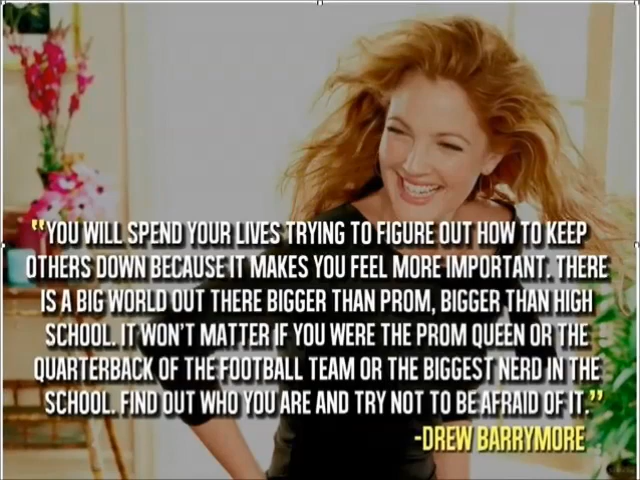 "YOU WILL SPEND YOUR LIVES TRYING TO FIGURE OUT HOW TO KEEP
OTHERS DOWN BECAUSE IT MAKES YOU FEEL MORE IMPORTANT. THERE
IS A BIG WORLD OUT THERE BIGGER THAN PROM, BIGGER THAN HIGH
SCHOOL. IT WON'T MATTER IF YOU WERE THE PROM QUEEN OR THE
QUARTERBACK OF THE FOOTBALL TEAM OR THE BIGGEST NERD IN THE
SCHOOL. FIND OUT WHO YOU ARE AND TRY NOT TO BE AFRAID OF IT."
-DREW BARRYMORE